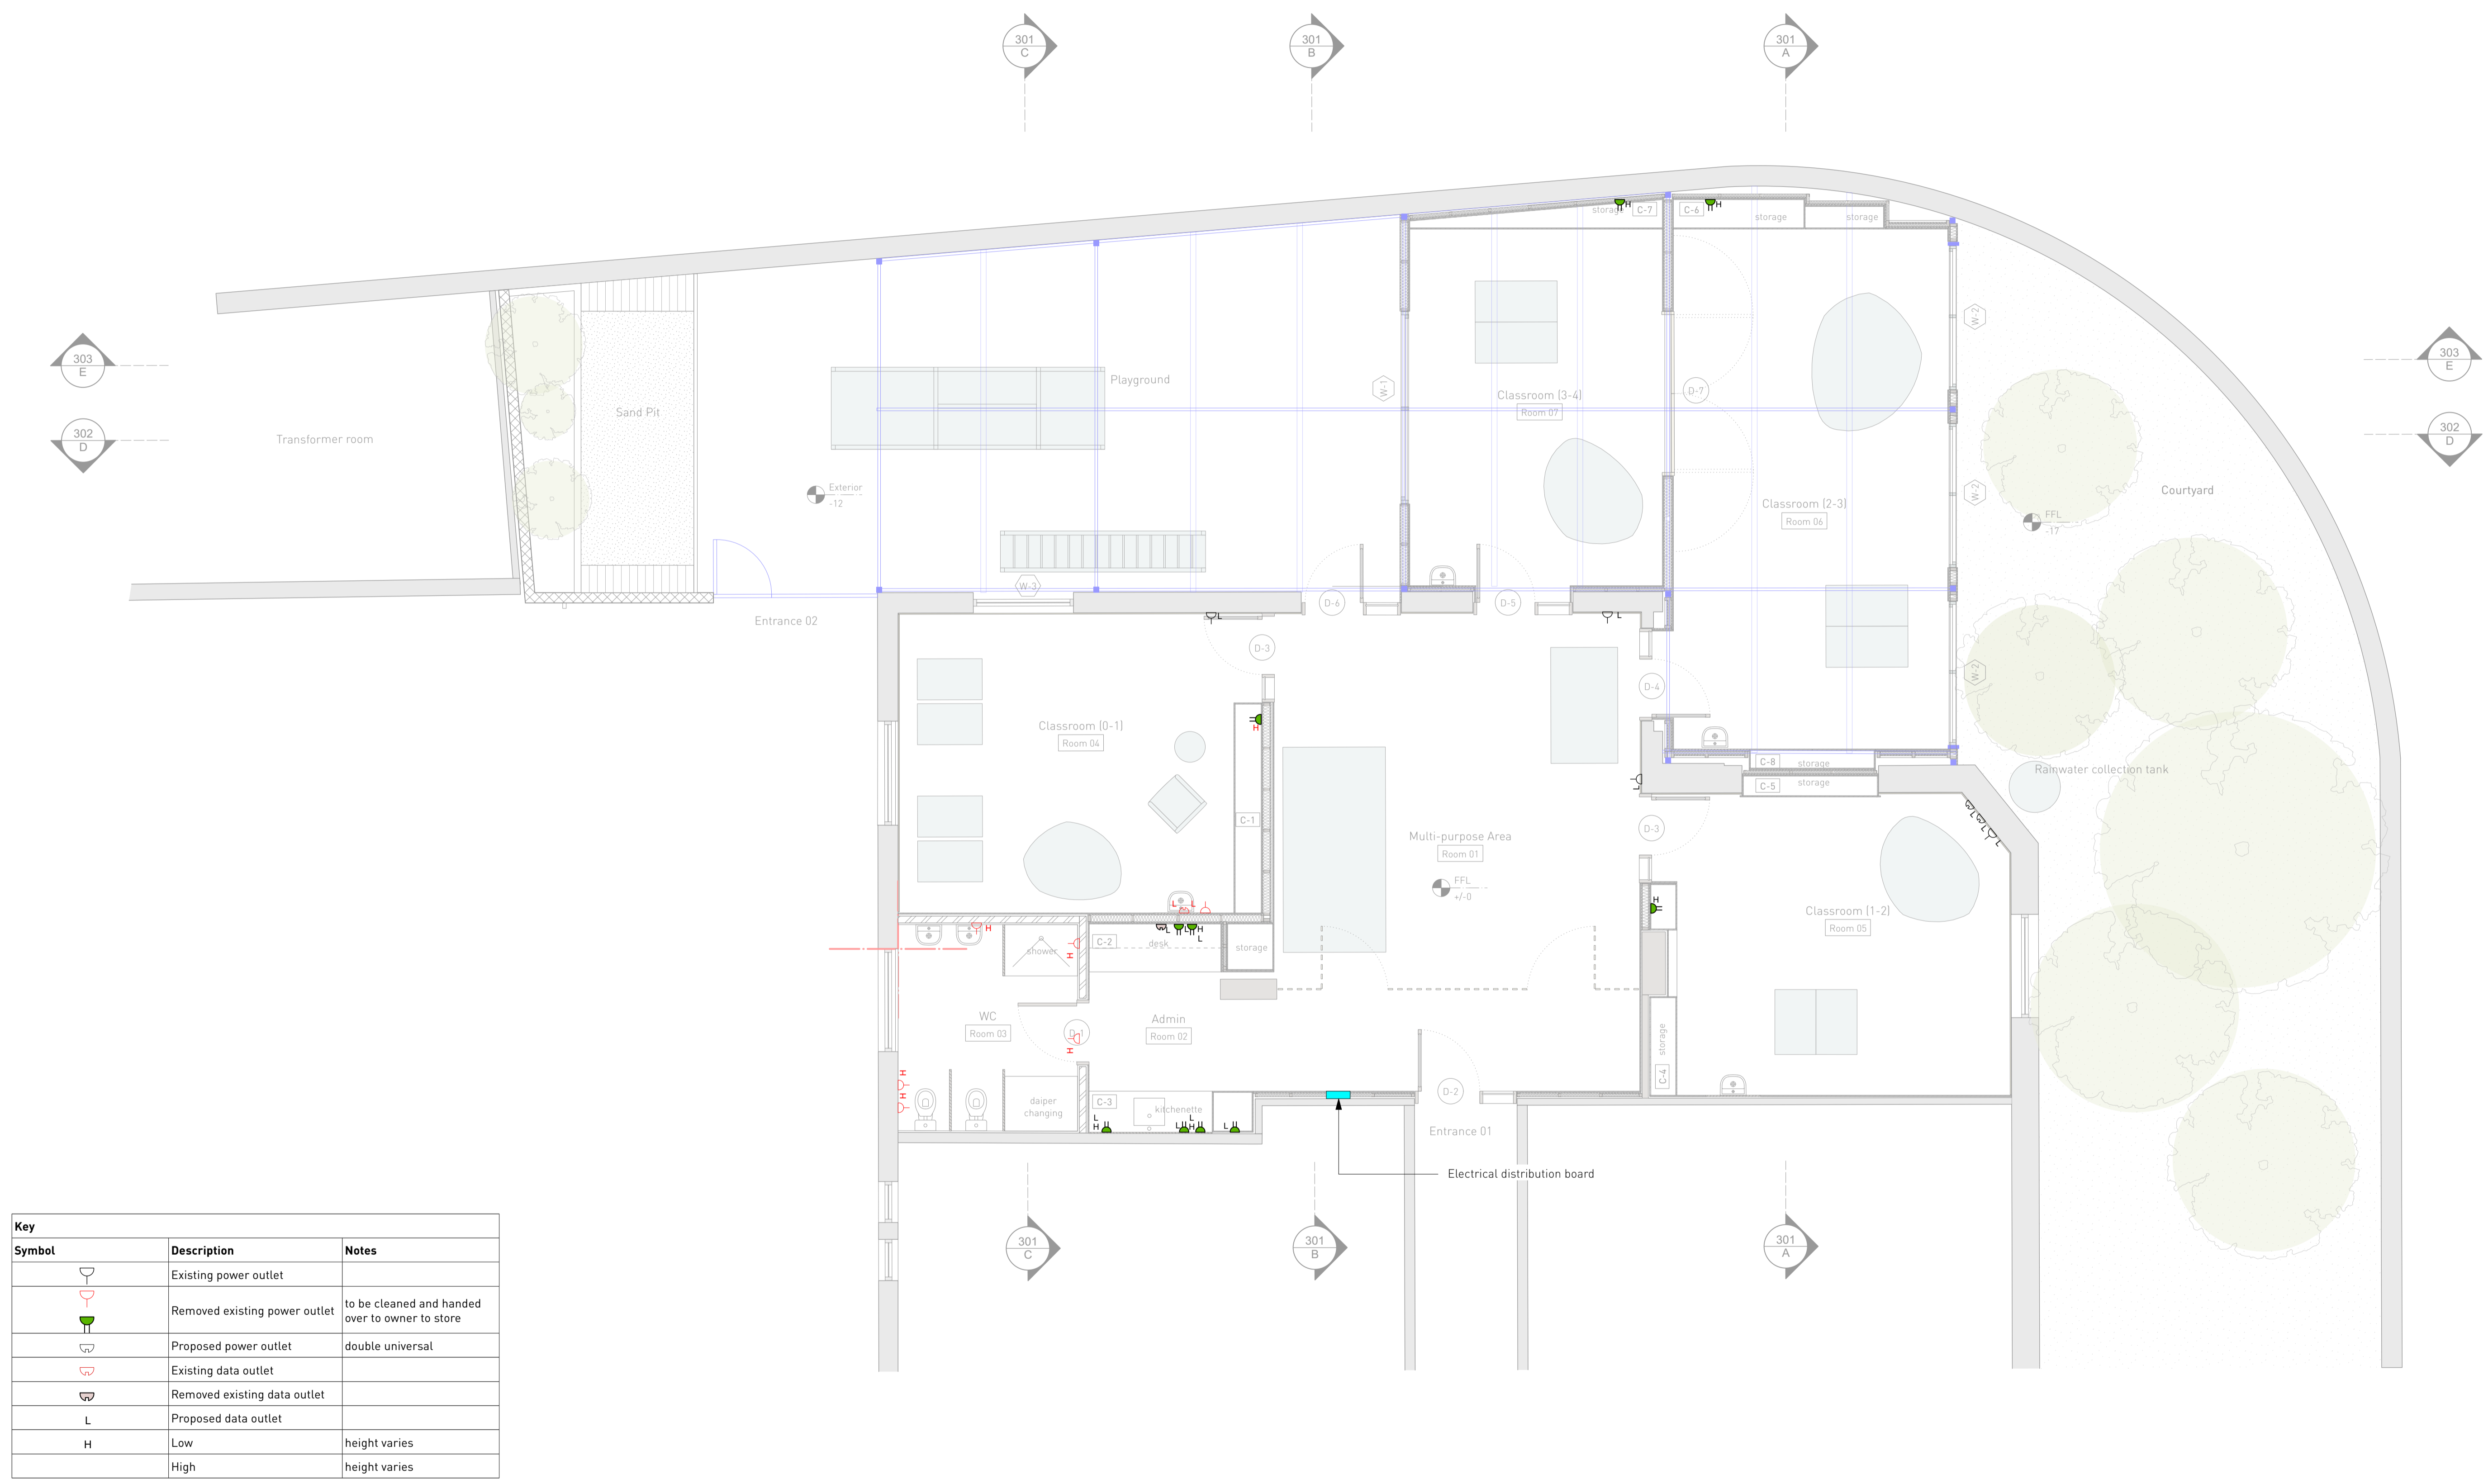 301
C
301
B
301
A
storage
C-7
H
C-6
H
storage
storage
W-2
303
E
303
E
Playground
W-1
Classroom (3-4)
Room 07
D-7
Sand Pit
302
D
302
D
Transformer room
Exterior
-12
Classroom (2-3)
Room 06
W-2
Courtyard
FFL
-17
W-3
D-6
D-5
Entrance 02
L
L
D-3
W-2
D-4
Classroom (0-1)
Room 04
H
C-8
storage
Rainwater collection tank
L
C-5
storage
C-1
D-3
L
L
L
Multi-purpose Area
Room 01
FFL
+/-0
H
Classroom (1-2)
Room 05
L
L
H
L
L
H
L
C-2
desk
storage
shower
H
WC
Room 03
D-1
Admin
Room 02
H
storage
C-4
H
H
D-2
daiper
changing
C-3
kitchenette
L
H
L
L
H
L
Entrance 01
Electrical distribution board
301
C
301
B
301
A
Key
Symbol Description Notes
Existing power outlet
Removed existing power outlet to be cleaned and handed
over to owner to store
Proposed power outlet double universal
Existing data outlet
Removed existing data outlet
L Proposed data outlet
H Low height varies
High height varies